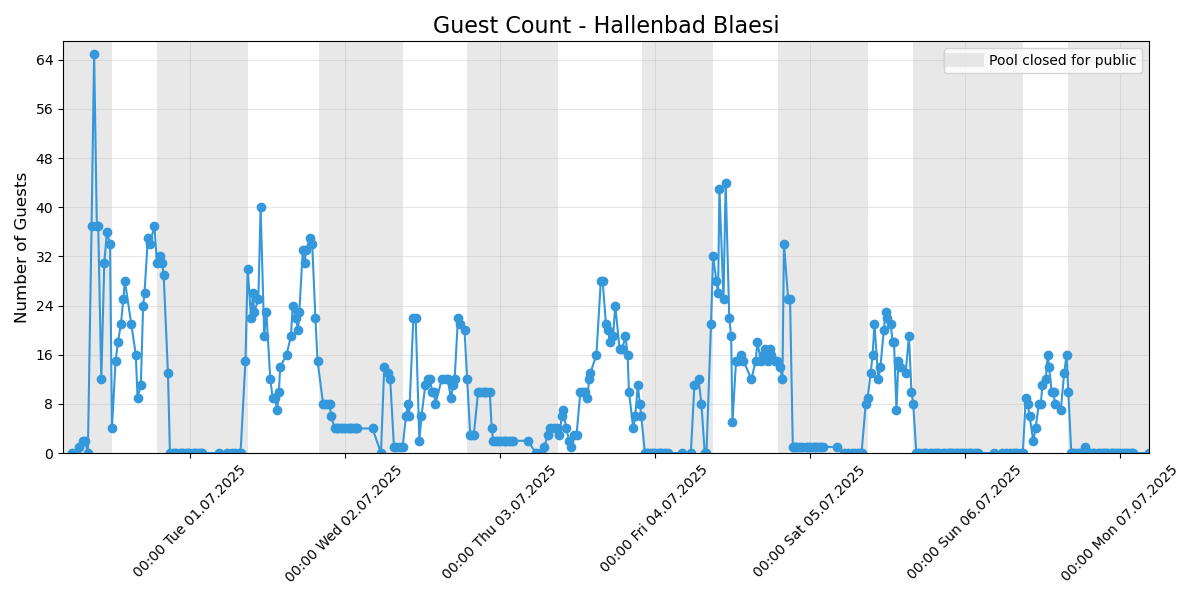 Guest Count - Hallenbad Blaesi
Pool closed for public
Number of Guests
64
56
48
40
32
24
16
8
0
00:00 Tue 01.07.2025
00:00 Wed 02.07.2025
00:00 Thu 03.07.2025
00:00 Fri 04.07.2025
00:00 Sat 05.07.2025
00:00 Sun 06.07.2025
00:00 Mon 07.07.2025